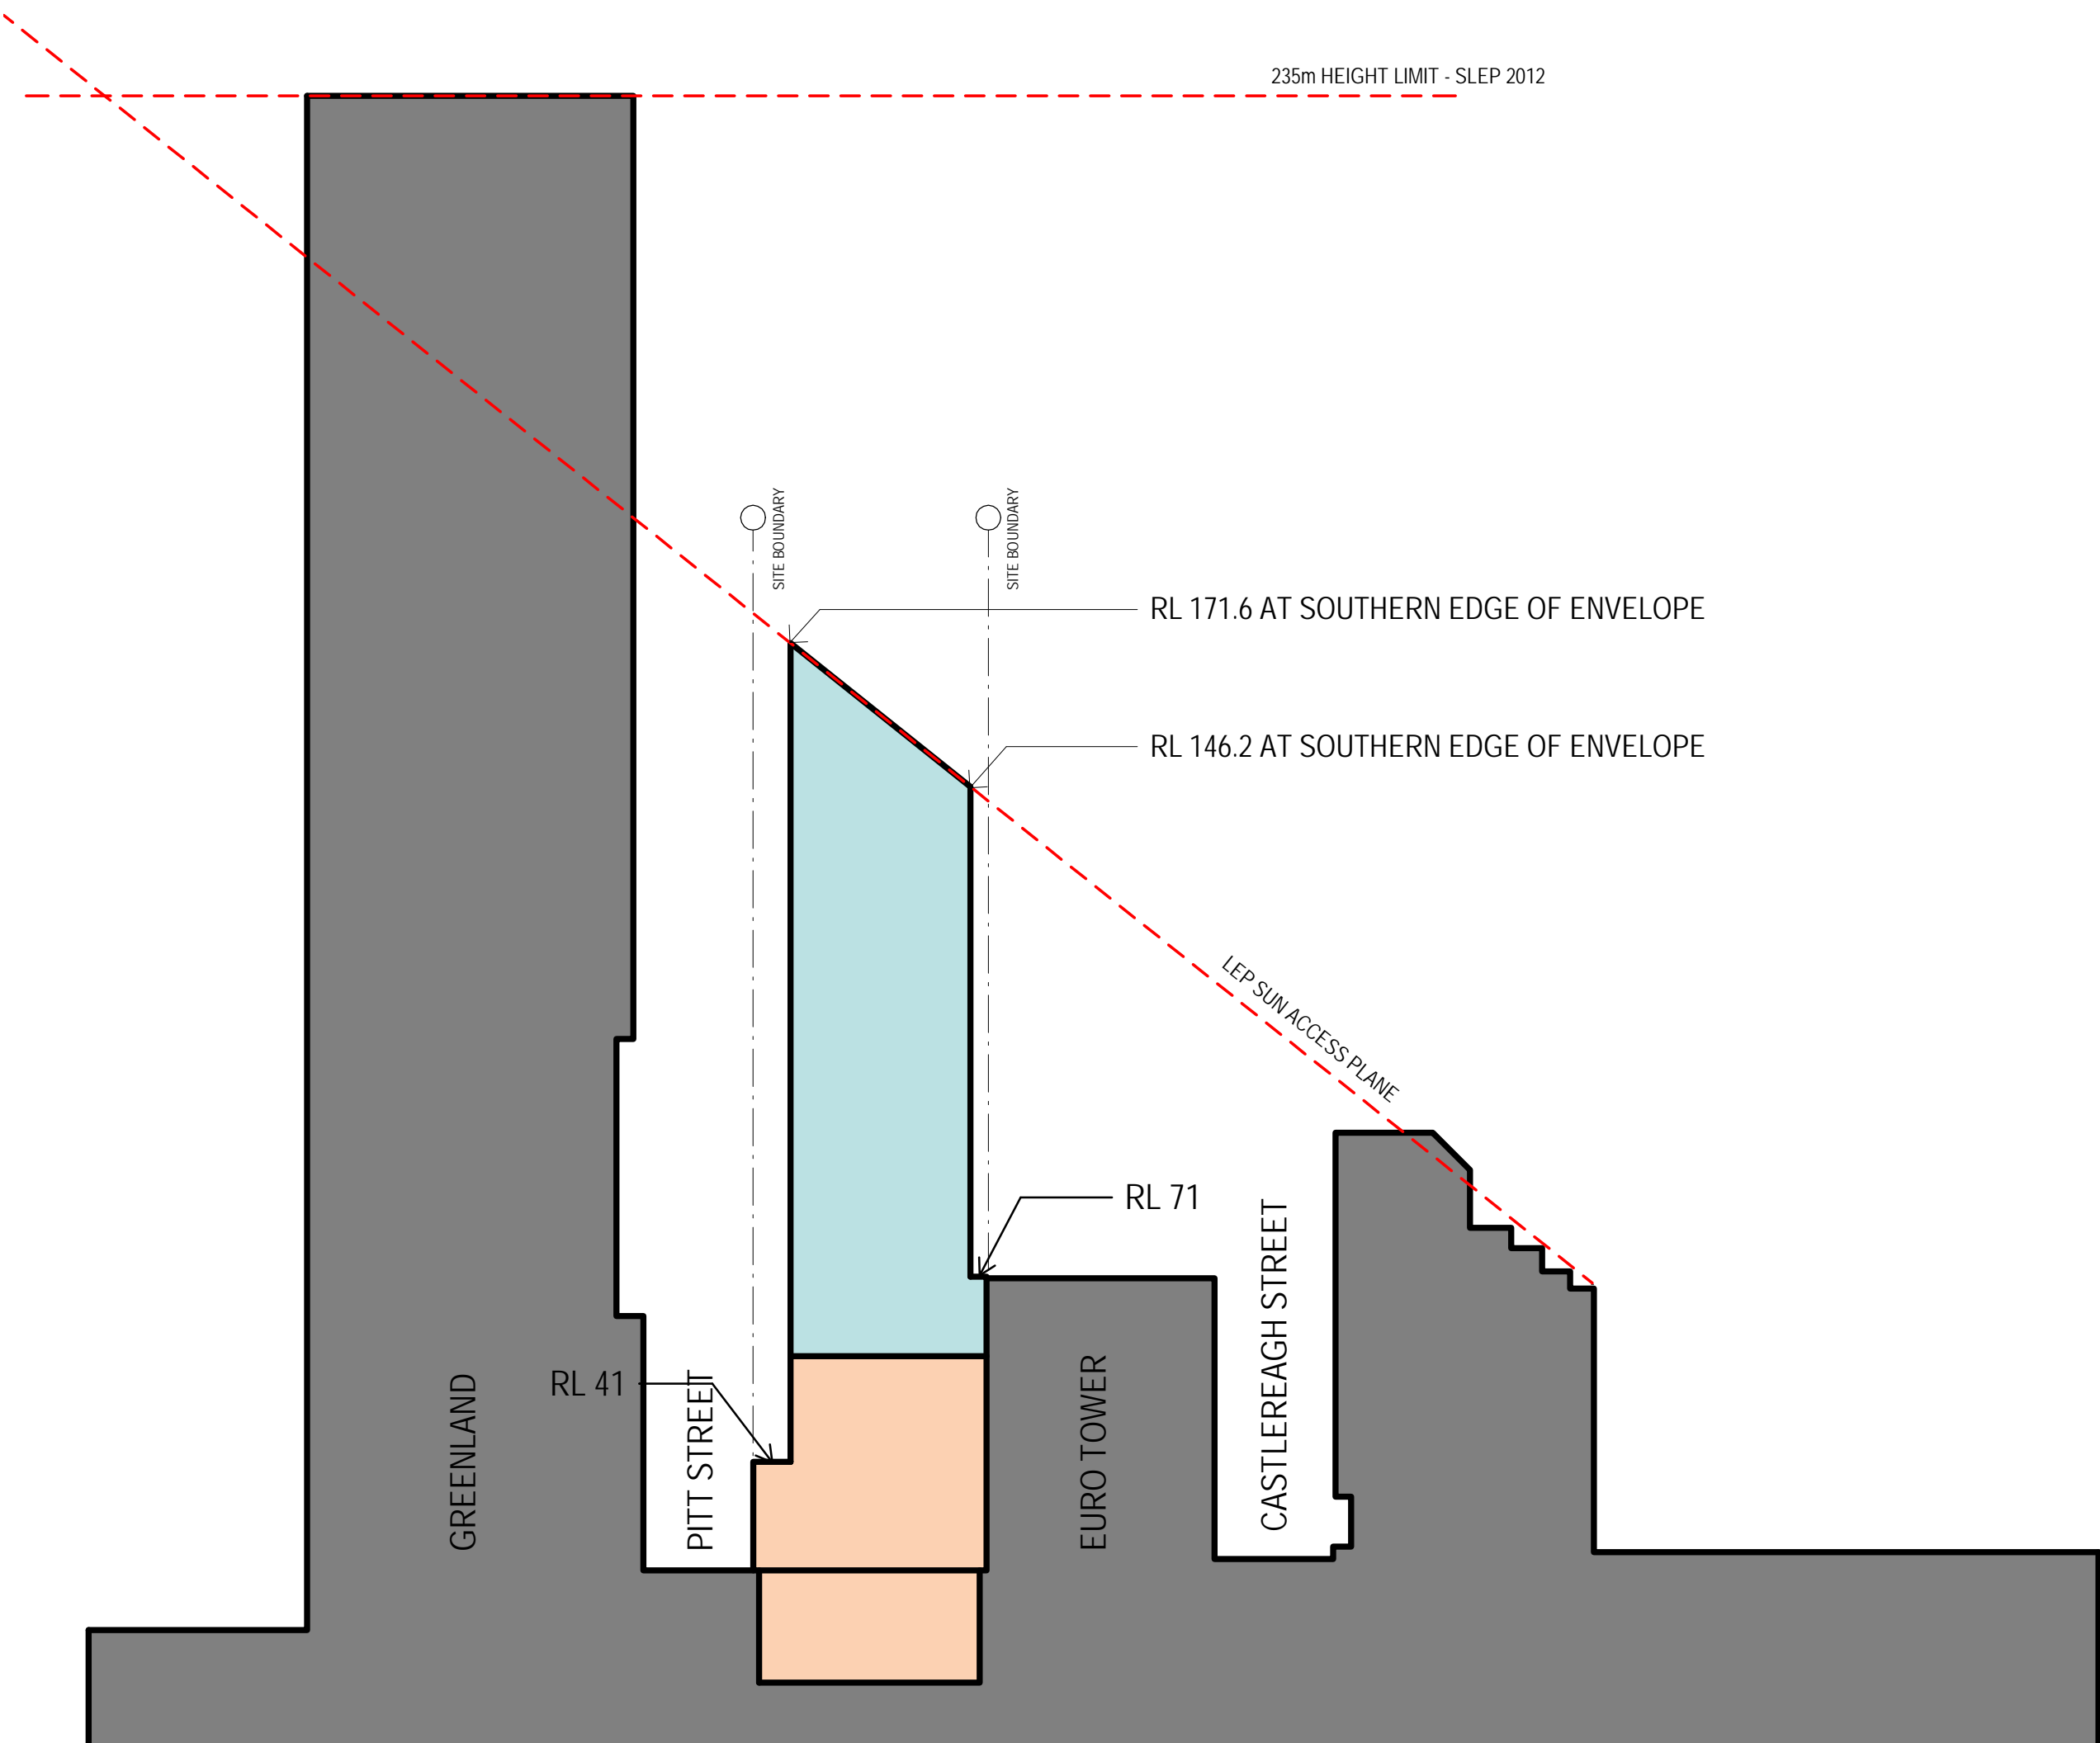 235m HEIGHT LIMIT - SLEP 2012
SITE BOUNDARY
SITE BOUNDARY
RL 171.6 AT SOUTHERN EDGE OF ENVELOPE
RL 146.2 AT SOUTHERN EDGE OF ENVELOPE
LEP SUN ACCESS PLANE
RL 71
RL 41
GREENLAND
PITT STREET
EURO TOWER
CASTLEREAGH STREET